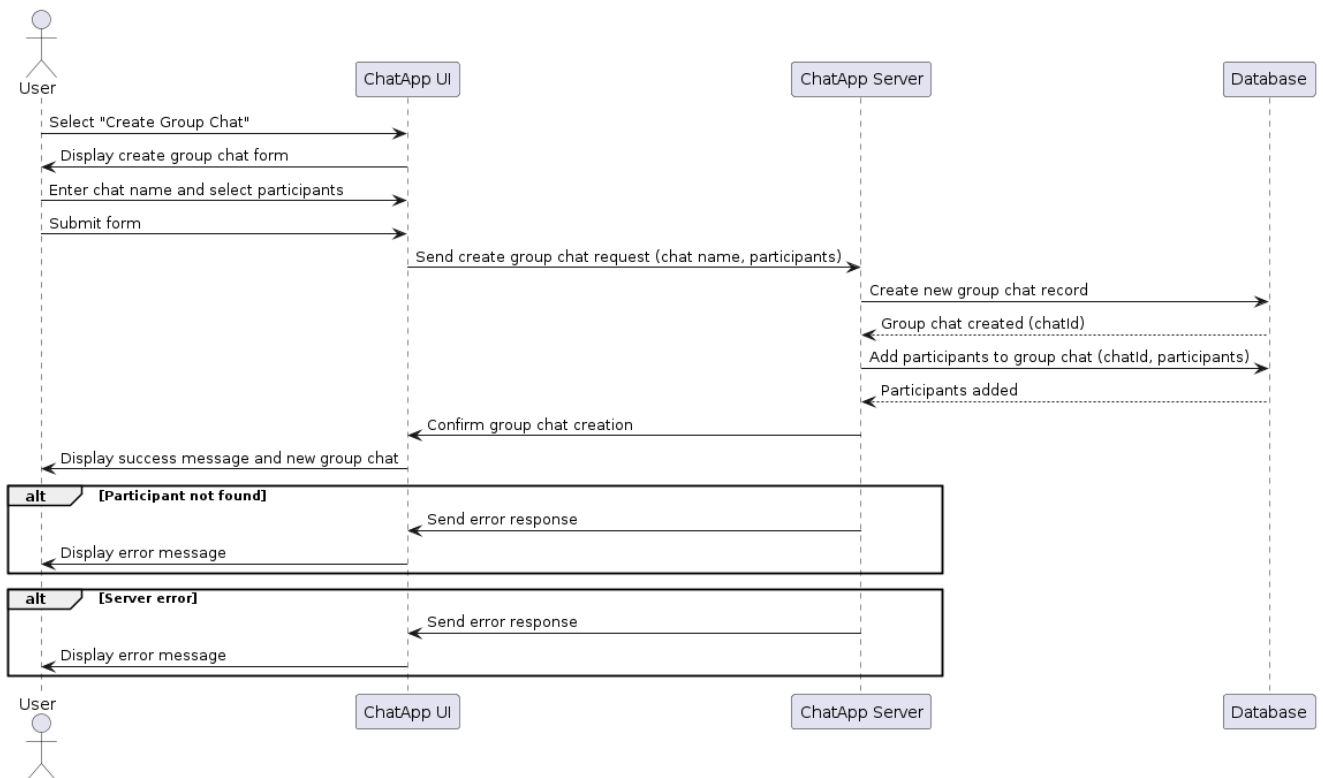 User
ChatApp UI
ChatApp Server
Database
Select "Create Group Chat"
Display create group chat form
Enter chat name and select participants
Submit form
Send create group chat request (chat name, participants)
Create new group chat record
Group chat created (chatId)
Add participants to group chat (chatId, participants)
Participants added
Confirm group chat creation
Display success message and new group chat
alt [Participant not found]
Send error response
Display error message
alt [Server error]
Send error response
Display error message
User
ChatApp UI
ChatApp Server
Database